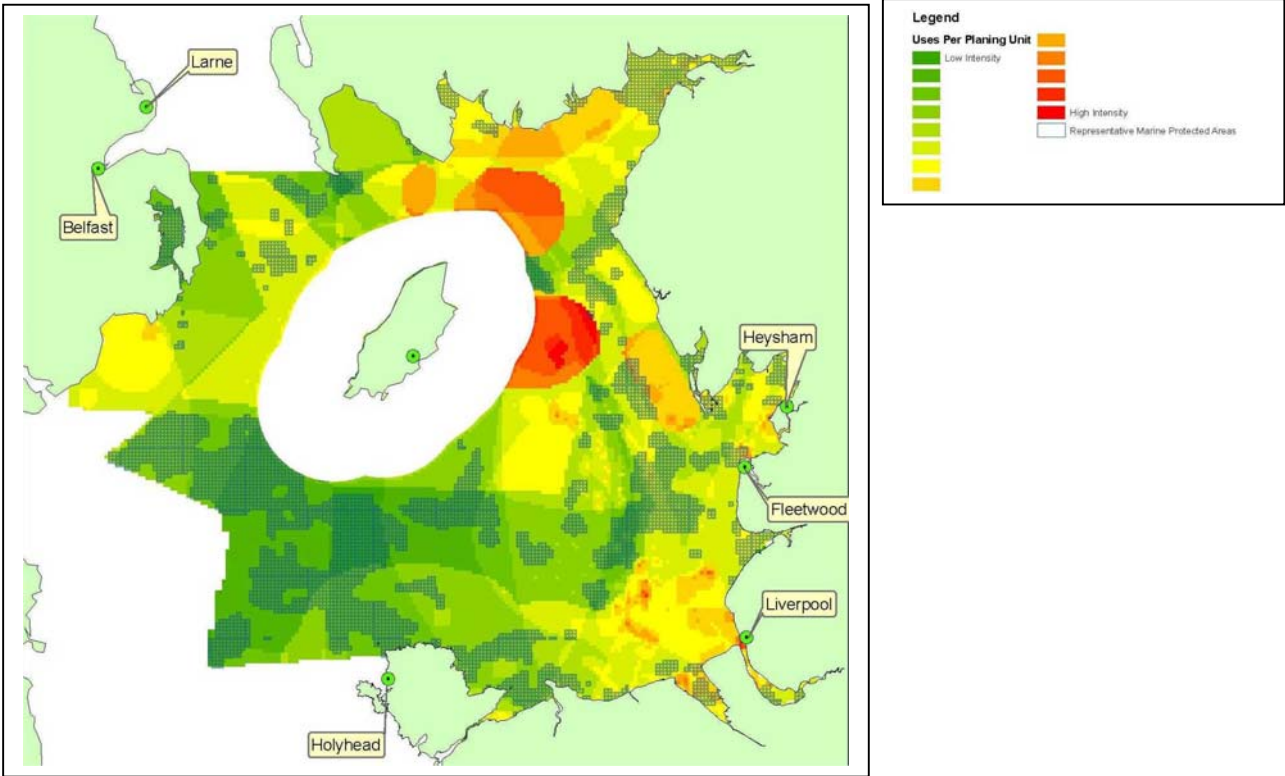 Larne
Belfast
Heysham
Fleetwood
Liverpool
Holyhead
Legend
Uses Per Planing Unit
Low Intensity
High Intensity
Representative Marine Protected Areas